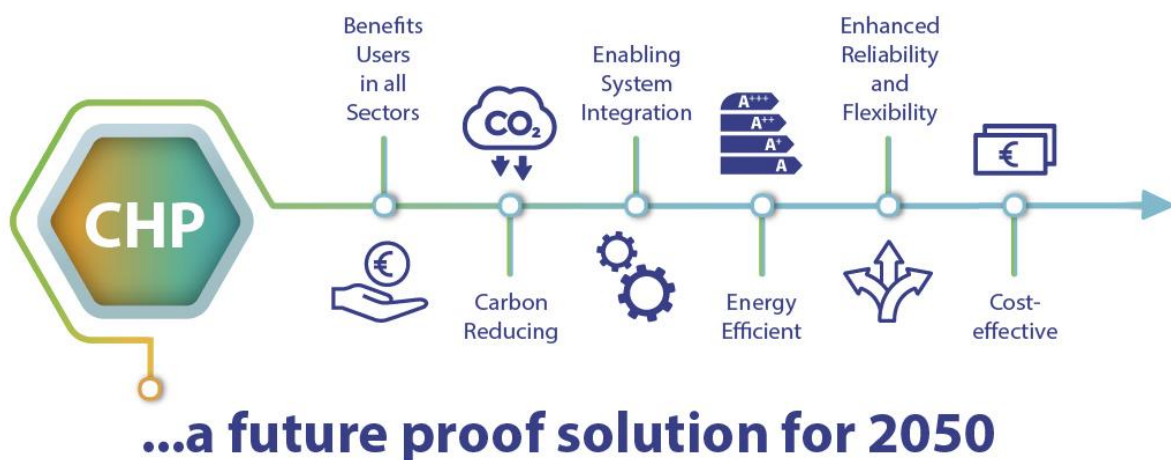 CHP
Benefits
Users
in all
Sectors
€
CO₂
Carbon
Reducing
Enabling
System
Integration
A+++
A++
A+
A
Energy
Efficient
Enhanced
Reliability
and
Flexibility
€
Cost-
effective
...a future proof solution for 2050